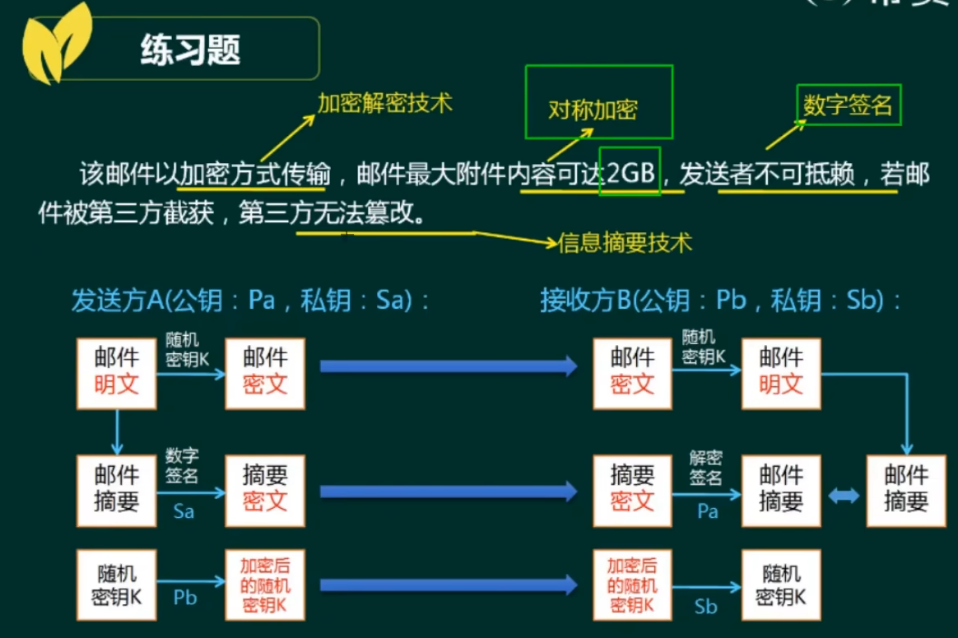 练习题
加密解密技术
对称加密
数字签名
该邮件以加密方式传输，邮件最大附件内容可达2GB，发送者不可抵赖，若邮
件被第三方截获，第三方无法篡改。
信息摘要技术
发送方A(公钥：Pa，私钥：Sa)：
接收方B(公钥：Pb，私钥：Sb)：
邮件
明文
随机
密钥K
邮件
密文
邮件
密文
随机
密钥K
邮件
明文
邮件
摘要
数字
签名
Sa
摘要
密文
摘要
密文
解密
签名
Pa
邮件
摘要
邮件
摘要
随机
密钥K
Pb
加密后
的随机
密钥K
加密后
的随机
密钥K
Sb
随机
密钥K